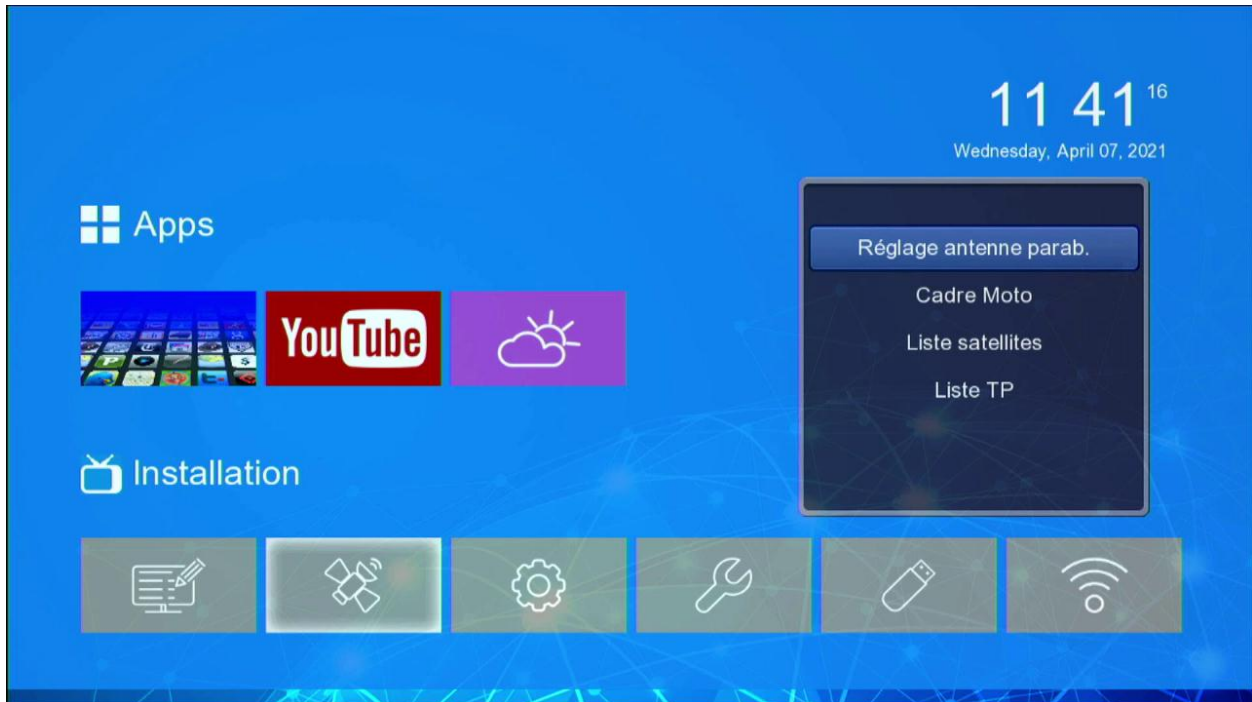 11 41 16
Wednesday, April 07, 2021
Apps
Réglage antenne parab.
Cadre Moto
YouTube
Liste satellites
Liste TP
Installation